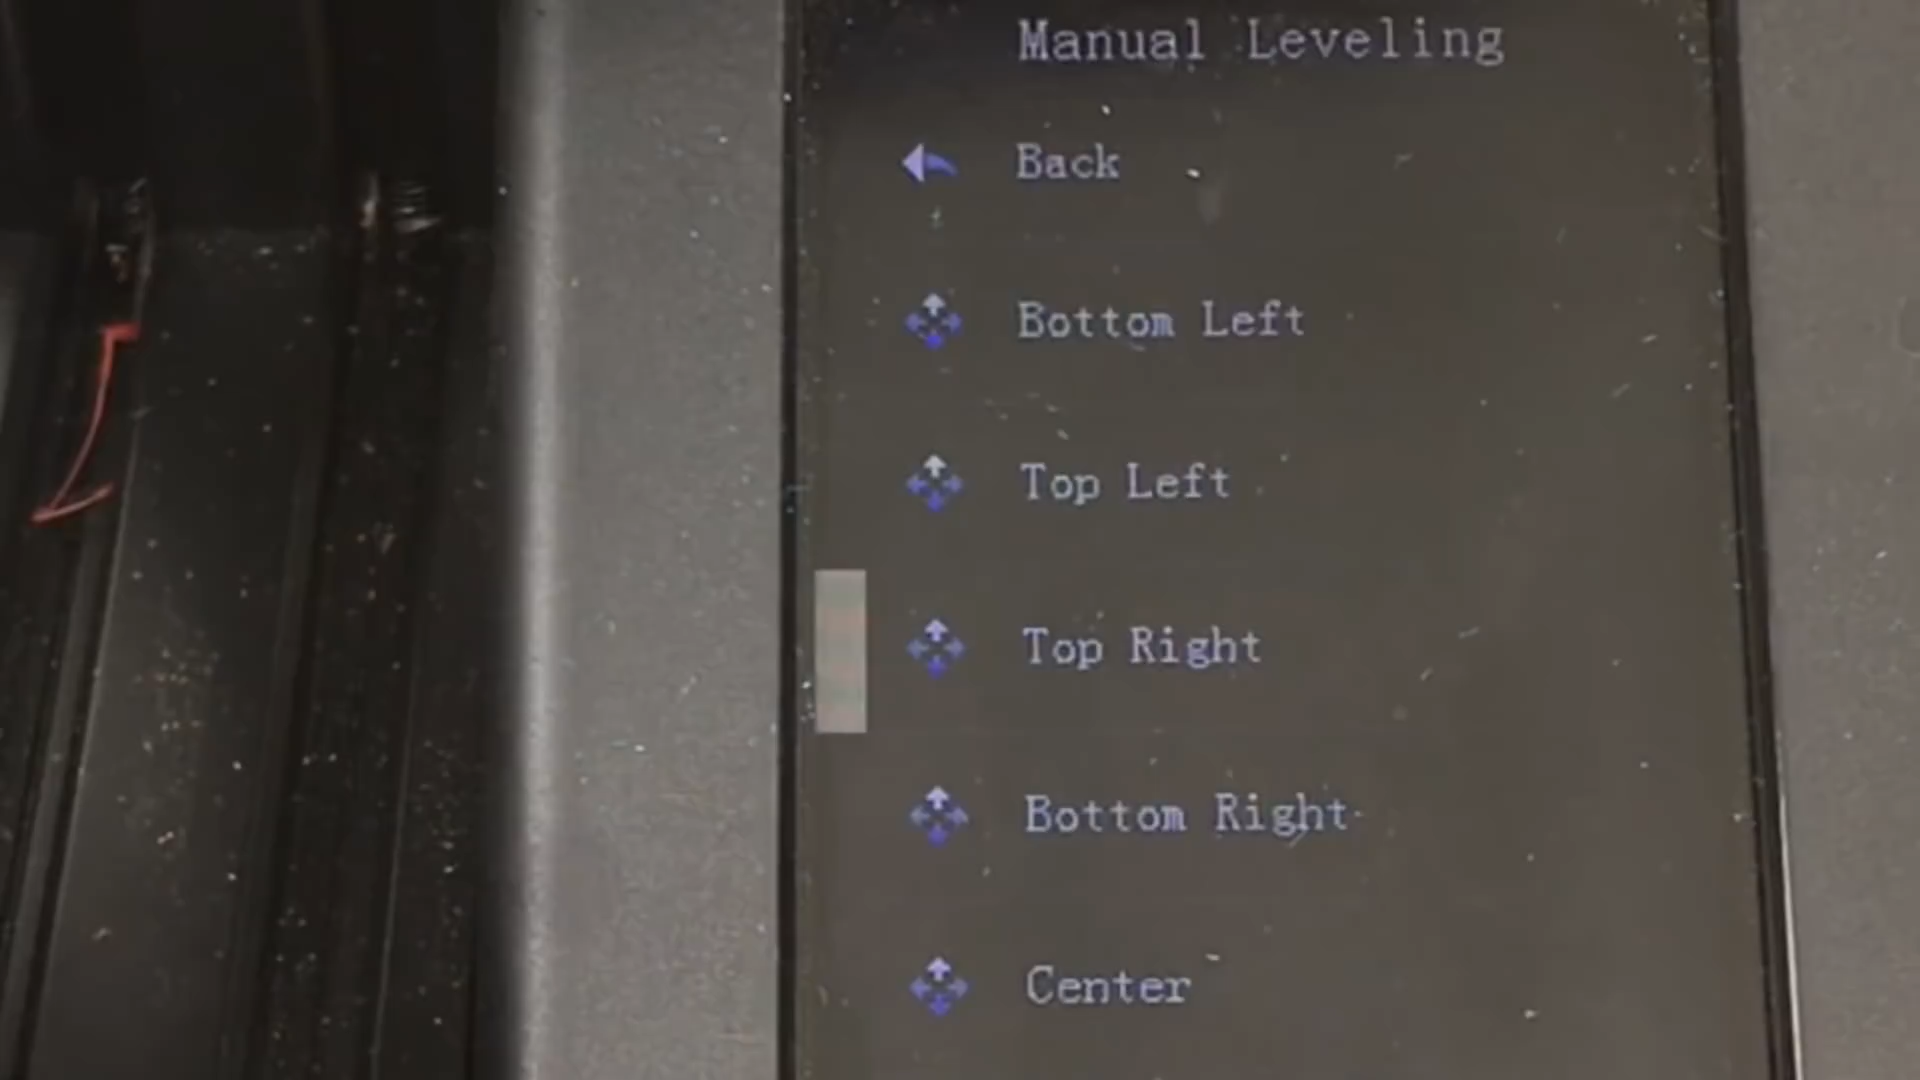 Manual Leveling
Back
Bottom Left
Top Left
Top Right
Bottom Right
Center